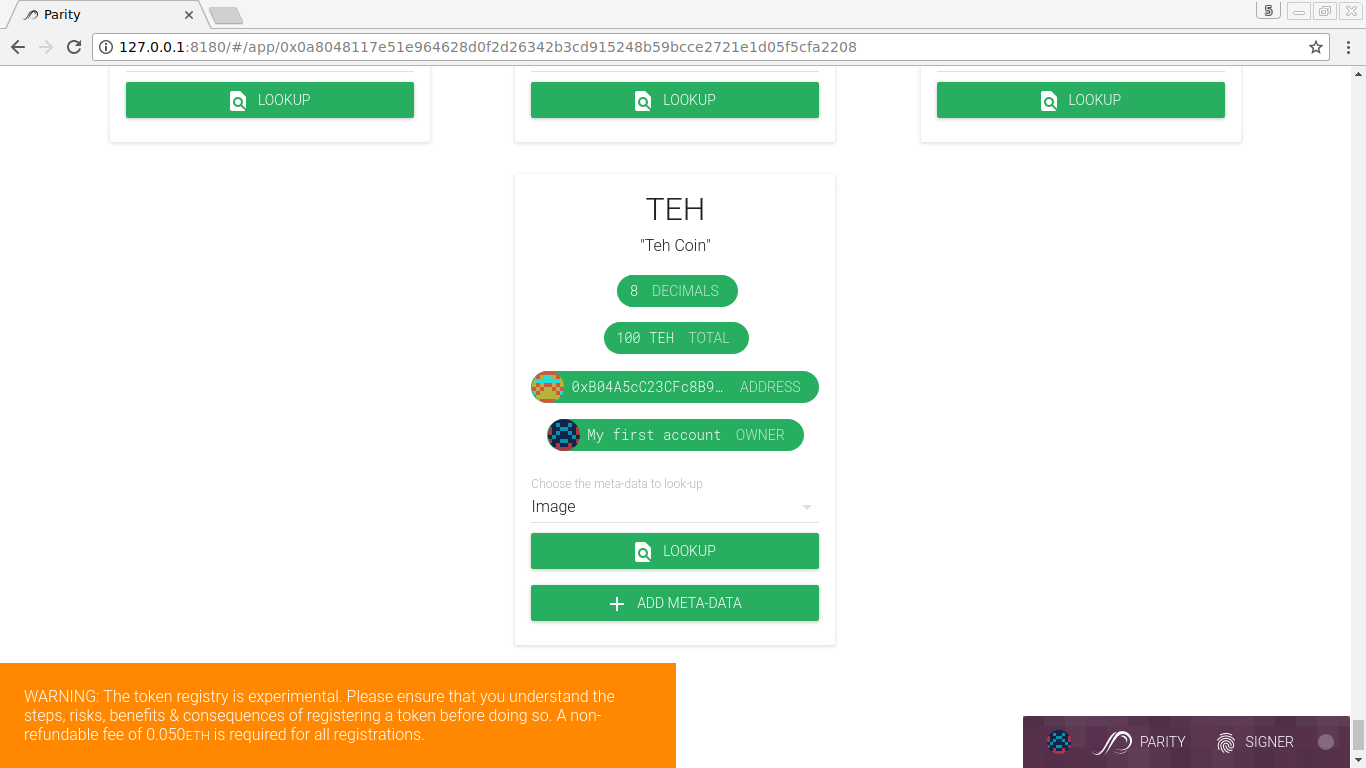 Parity
5
127.0.0.1:8180/#/app/0x0a8048117e51e964628d0f2d26342b3cd915248b59bcce2721e1d05f5cfa2208
LOOKUP LOOKUP LOOKUP
TEH
"Teh Coin"
8 DECIMALS
100 TEH TOTAL
0xB04A5cC23CFc8B9… ADDRESS
My first account OWNER
Choose the meta-data to look-up
Image
LOOKUP
ADD META-DATA
WARNING: The token registry is experimental. Please ensure that you understand the
steps, risks, benefits & consequences of registering a token before doing so. A non-
refundable fee of 0.050ETH is required for all registrations.
PARITY SIGNER